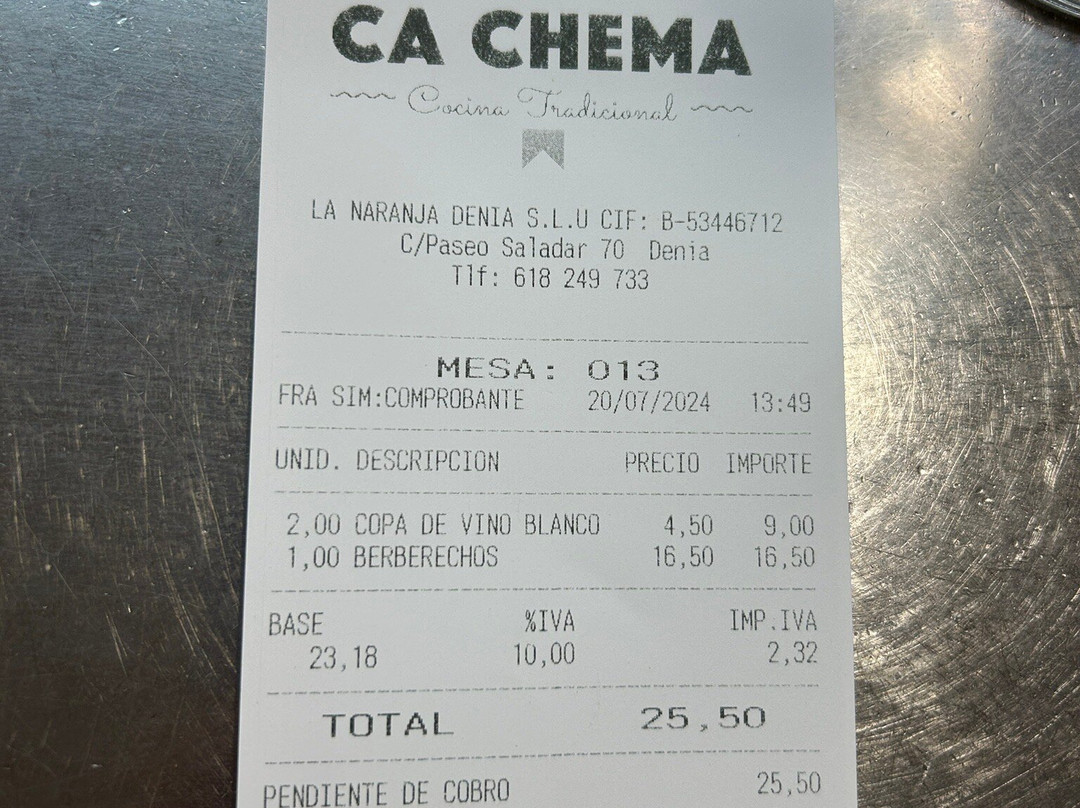 CA CHEMA
Cocina Tradicional
LA NARANJA DENIA S.L.U CIF: B-53446712
C/Paseo Saladar 70 Denia
Tlf: 618 249 733
MESA: 013
FRA SIM:COMPROBANTE 20/07/2024 13:49
UNID. DESCRIPCION PRECIO IMPORTE
2,00 COPA DE VINO BLANCO 4,50 9,00
1,00 BERBERECHOS 16,50 16,50
BASE %IVA IMP.IVA
23,18 10,00 2,32
TOTAL 25,50
PENDIENTE DE COBRO 25,50